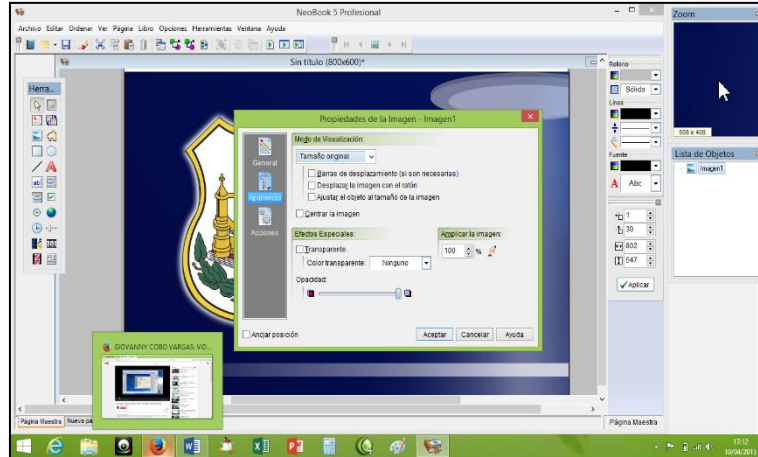 NeoBook 5 Profesional
Archivo Editar Ordenar Ver Página Libro Opciones Herramientas Ventana Ayuda
Sin título (800x600)*
Herra...
Propiedades de la Imagen - Imagen1
General
Apariencia
Acciones
Modo de Visualización:
Tamaño original
Barras de desplazamiento (si son necesarias)
Desplazar la imagen con el ratón
Ajustar el objeto al tamaño de la imagen
Centrar la imagen
Efectos Especiales:
Transparente.
Color transparente: Ninguno
Opacidad:
Amplicar la imagen:
100 %
Anclar posición
Aceptar Cancelar Ayuda
Relleno
Sólido
Línea
Fuente
A Abc
1
30
802
547
Aplicar
Zoom
508 x 408
Lista de Objetos
Imagen1
GIOVANNY COBO VARGAS: VID...
Página Maestra Nueva pá
Página Maestra
17:12
10/04/2015